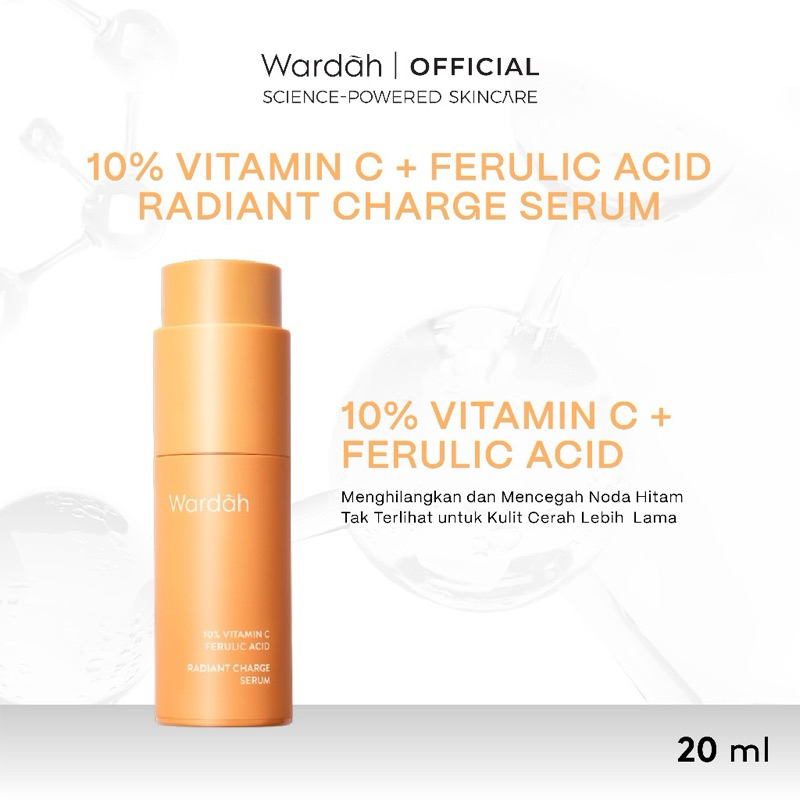 Wardah | OFFICIAL
SCIENCE-POWERED SKINCARE
10% VITAMIN C + FERULIC ACID
RADIANT CHARGE SERUM
10% VITAMIN C +
FERULIC ACID
Menghilangkan dan Mencegah Noda Hitam
Tak Terlihat untuk Kulit Cerah Lebih Lama
Wardah
10% VITAMIN C
FERULIC ACID
RADIANT CHARGE
SERUM
20 ml